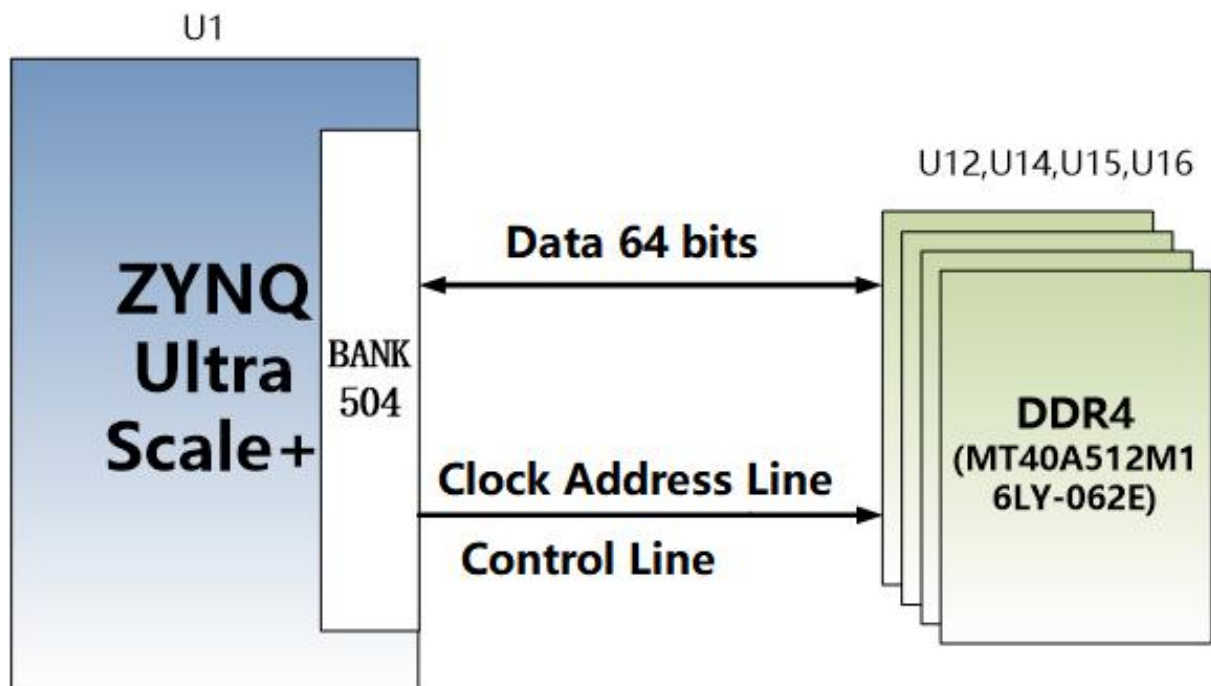 U1
U12,U14,U15,U16
Data 64 bits
ZYNQ
Ultra
Scale+
BANK
504
DDR4
(MT40A512M1
6LY-062E)
Clock Address Line
Control Line